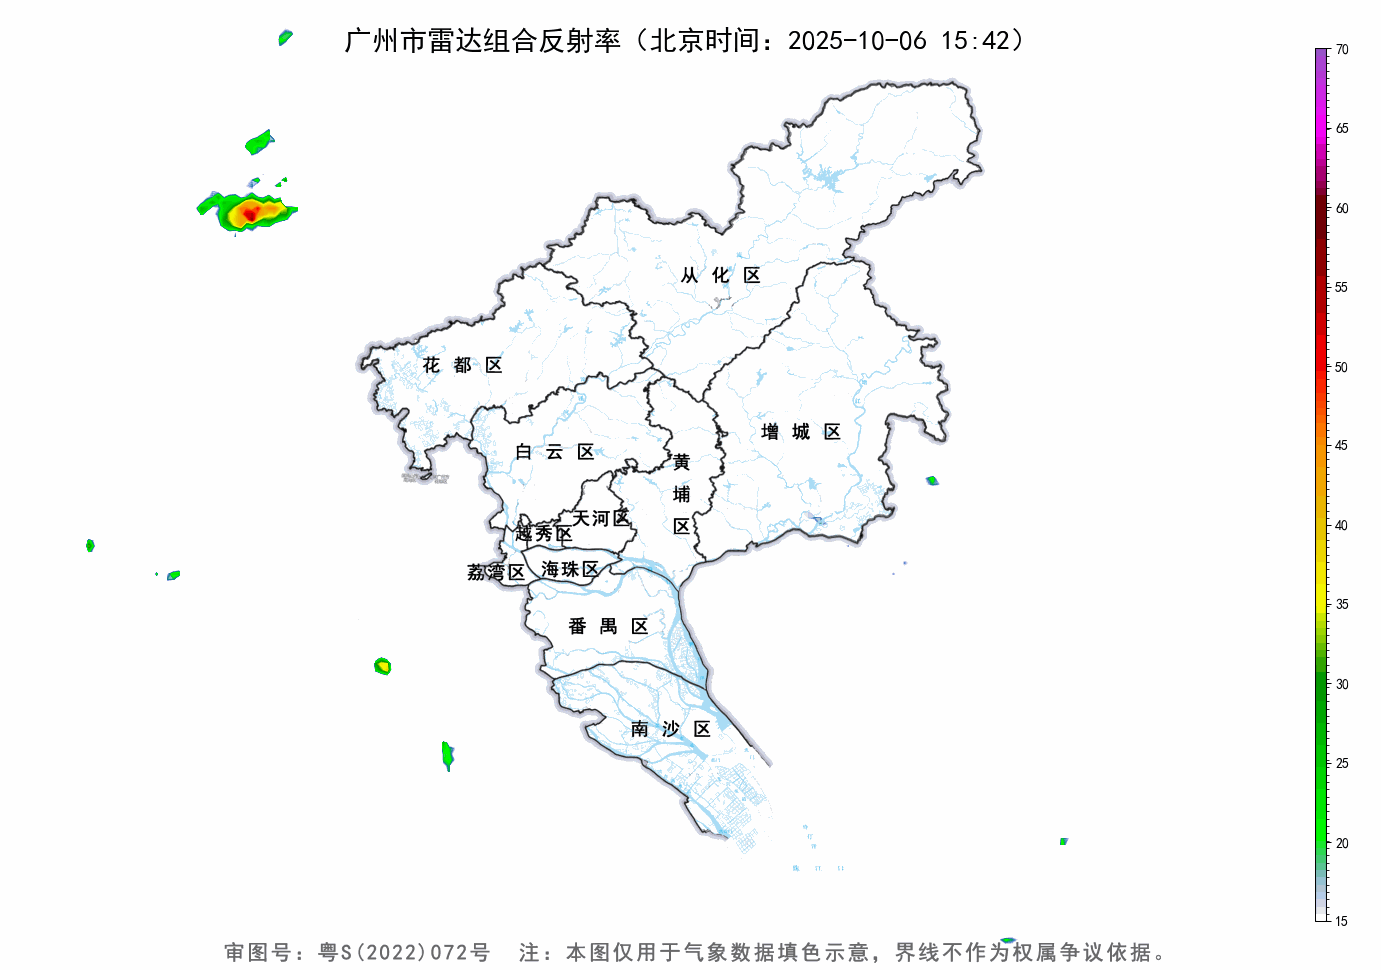 广州市雷达组合反射率（北京时间：2025-10-06 15:42）
70
65
60
55
50
45
40
35
30
25
20
15
从化区
花都区
增城区
白云区
黄埔区
天河区
越秀区
荔湾区
海珠区
番禺区
南沙区
审图号：粤S(2022)072号 注：本图仅用于气象数据填色示意，界线不作为权属争议依据。